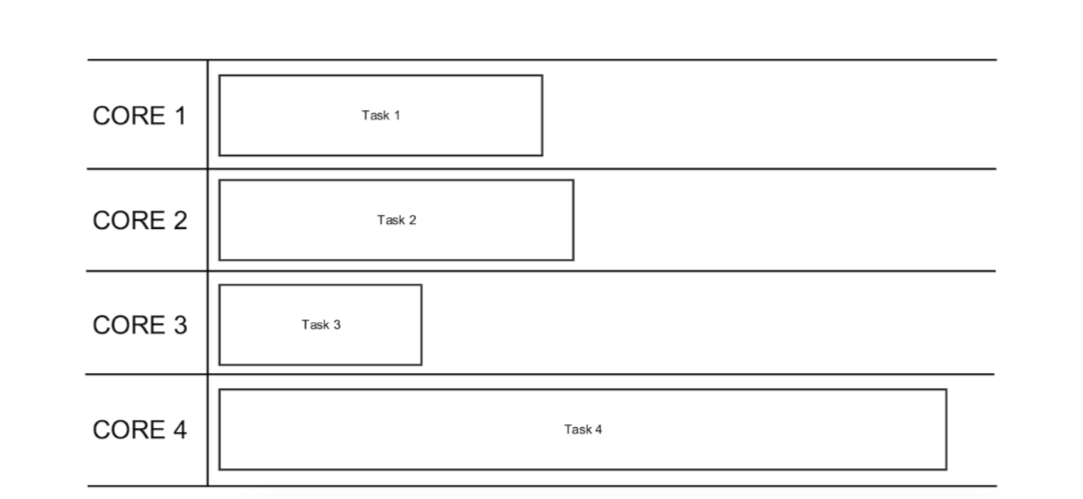 CORE 1
Task 1
CORE 2
Task 2
CORE 3
Task 3
CORE 4
Task 4